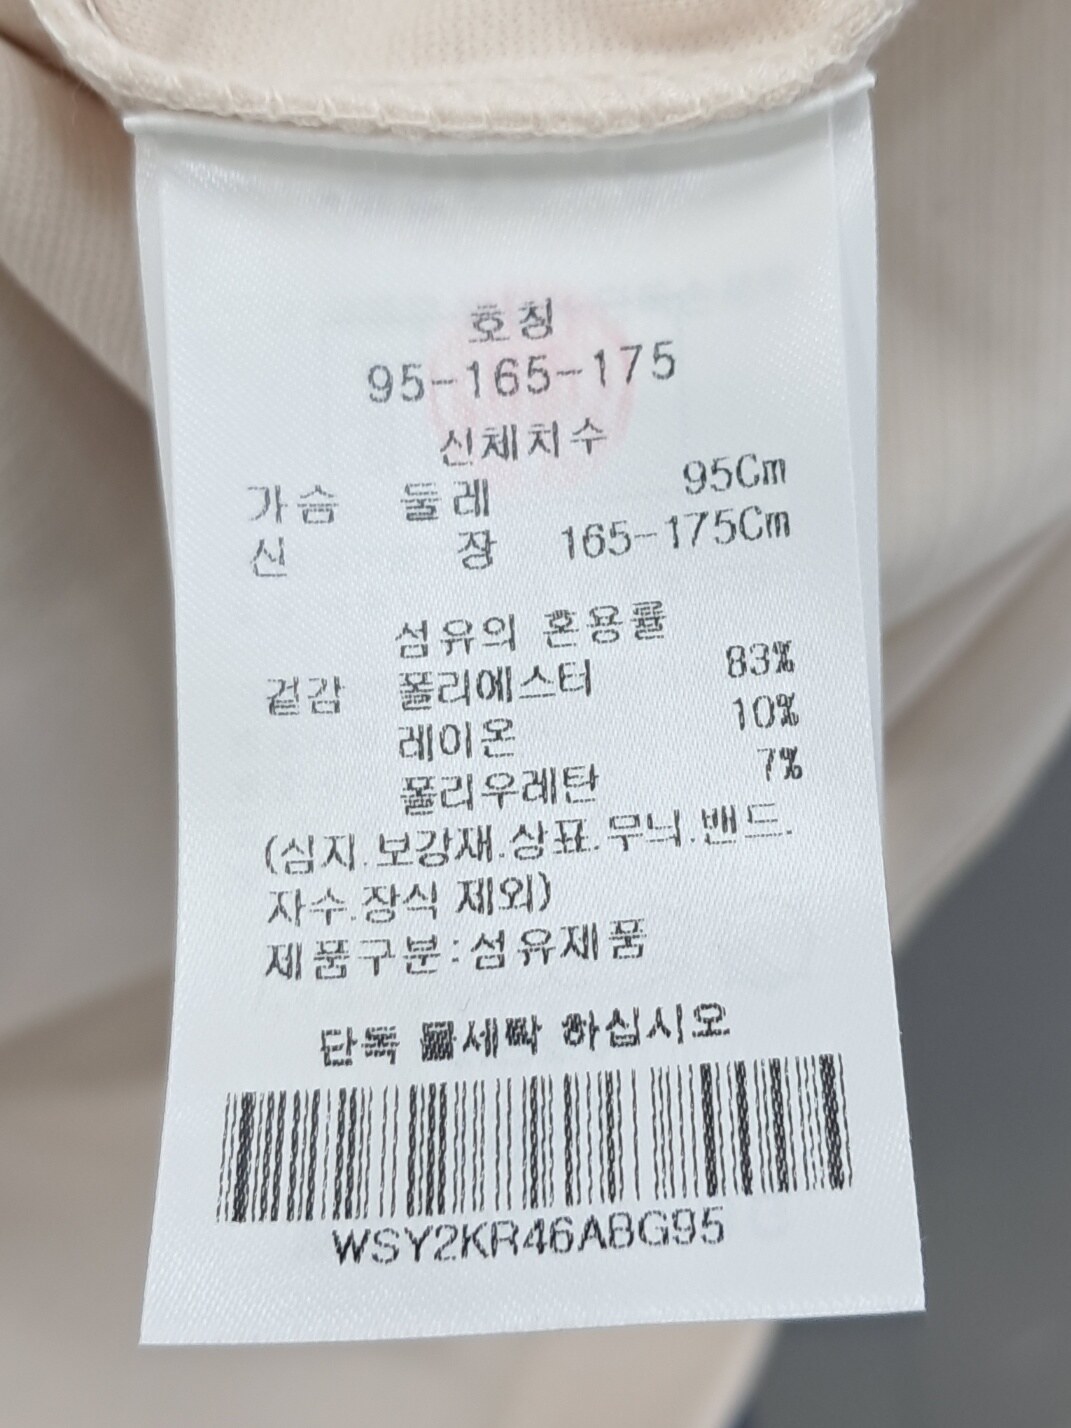 호칭
95-165-175
신체치수
가슴 둘레 95Cm
신 장 165-175Cm
섬유의 혼용률
겉감 폴리에스터 83%
레이온 10%
폴리우레탄 7%
(심지.보강재.상표.무늬.밴드.
자수.장식 제외)
제품구분:섬유제품
단독 물세탁 하십시오
WSY2KR46ABG95